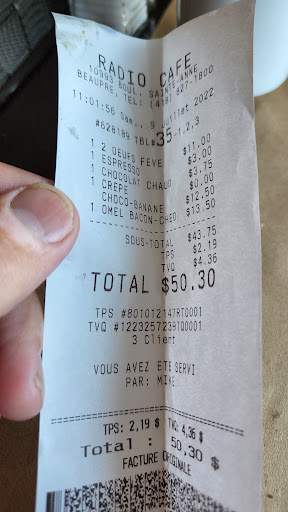 RADIO CAFE
10993 BOUL. SAINTE-ANNE
BEAUPRE, TEL: (418) 827-1800
11:01:56 Sam., 9 Juillet 2022
#628189 TBL#35-1,2,3
1 2 OEUFS FEVE $11.00
1 ESPRESSO $3.00
1 CHOCOLAT CHAUD $3.75
1 CREPE $0.00
CHOCO-BANANE $12.50
1 OMEL BACON-CHED $13.50
SOUS-TOTAL $43.75
TPS $2.19
TVQ $4.36
TOTAL $50.30
TPS #801012147RT0001
TVQ #1223257239TQ0001
3 Client
VOUS AVEZ ETE SERVI
PAR: MIKE
TPS: 2,19 $ TVQ: 4,36 $
Total : 50,30 $
FACTURE ORIGINALE